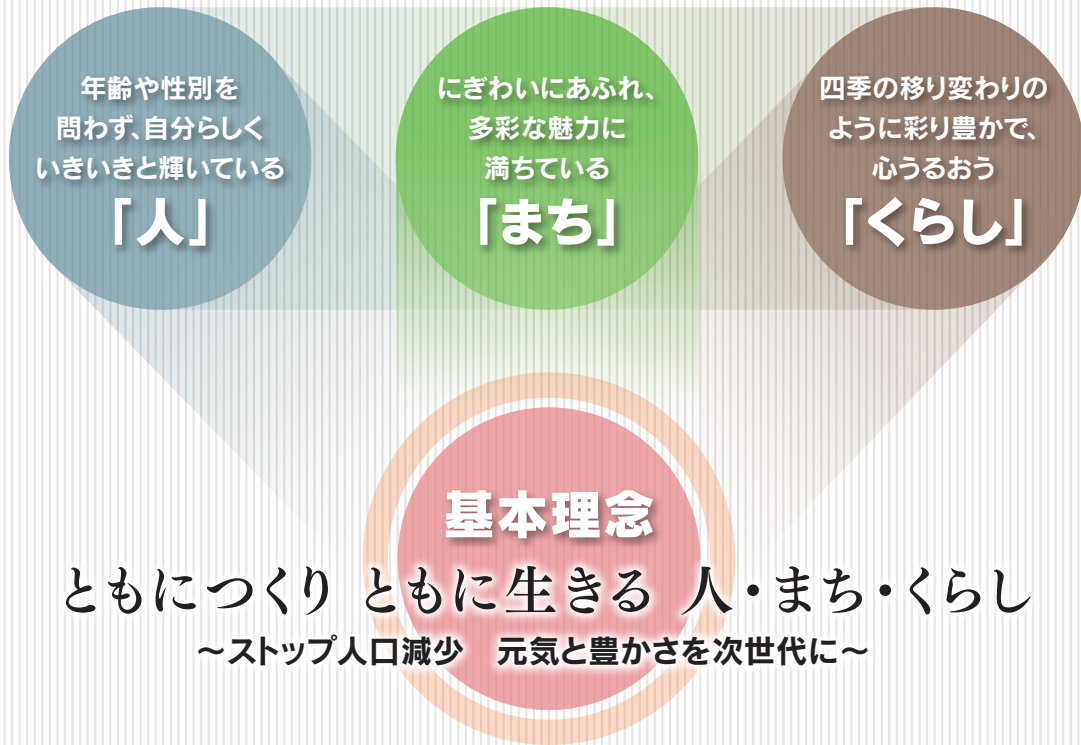 年齢や性別を
問わず、自分らしく
いきいきと輝いている
「人」
にぎわいにあふれ、
多彩な魅力に
満ちている
「まち」
四季の移り変わりの
ように彩り豊かで、
心うるおう
「くらし」
基本理念
ともにつくり ともに生きる 人・まち・くらし
～ストップ人口減少　元気と豊かさを次世代に～